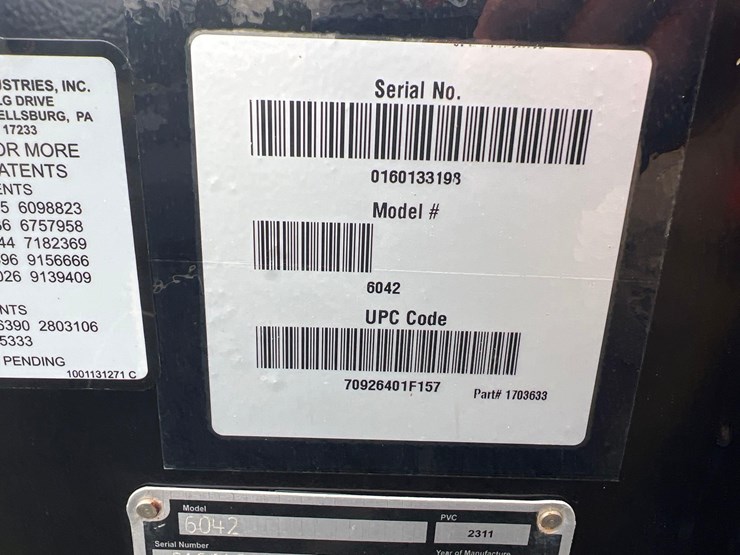 STRIES, INC.
LG DRIVE
ELLSBURG, PA
17233
OR MORE
ATENTS
ENTS
5 6098823
6 6757958
44 7182369
96 9156666
026 9139409
NTS
6390 2803106
5333
PENDING
1001131271 C
Serial No.
0160133198
Model #
6042
UPC Code
70926401F157
Part# 1703633
Model
6042
PVC
2311
Serial Number
Year of Manufacture